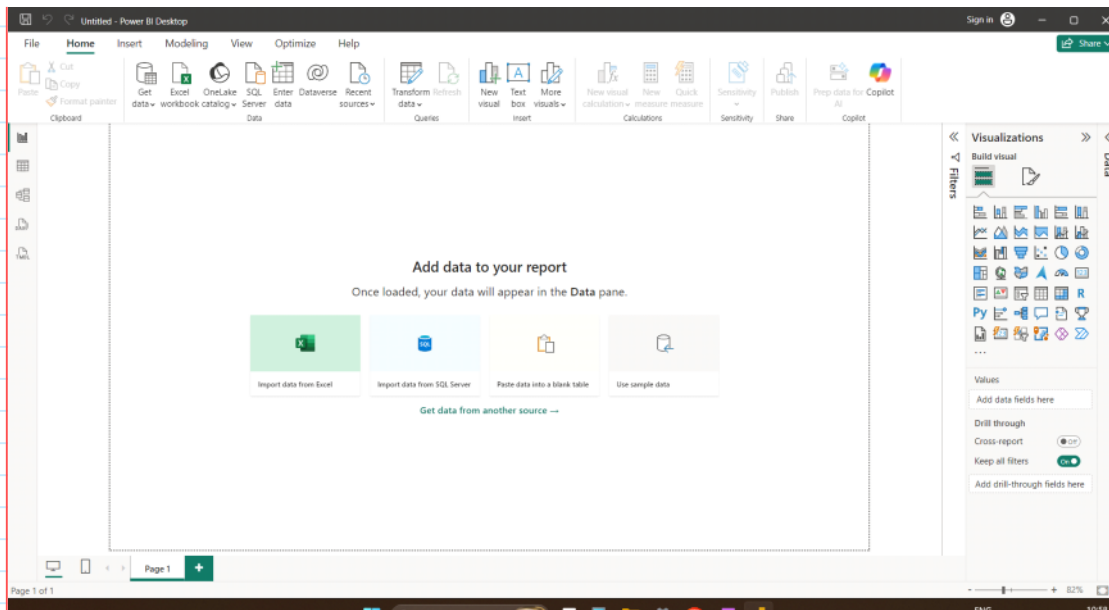 Untitled - Power BI Desktop
Sign in
File Home Insert Modeling View Optimize Help
Share
Paste
Cut
Copy
Format painter
Get data
Excel workbook
OneLake catalog
SQL Server
Enter data
Dataverse
Recent sources
Transform data
Refresh
New visual
Text box
More visuals
New visual calculation
New measure
Quick measure
Sensitivity
Publish
Prep data for AI
Copilot
Clipboard
Data
Queries
Insert
Calculations
Sensitivity
Share
Copilot
Filters
Visualizations
Data
Build visual
Add data to your report
Once loaded, your data will appear in the Data pane.
SQL
Import data from Excel
Import data from SQL Server
Paste data into a blank table
Use sample data
Get data from another source →
R
Py
...
Values
Add data fields here
Drill through
Cross-report
Off
Keep all filters
On
Add drill-through fields here
Page 1
Page 1 of 1
82%
ENG